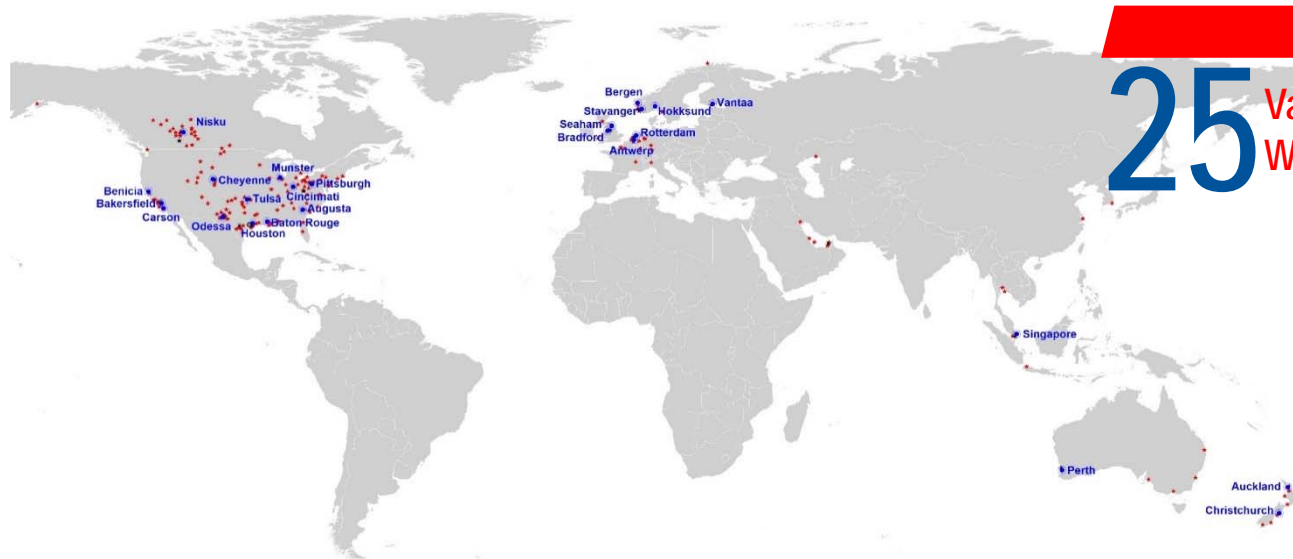 25
Bergen
Vantaa
Stavanger
Hokksund
Nisku
Seaham
Rotterdam
Bradford
Antwerp
Munster
Cheyenne
Pittsburgh
Benicia
Cincinnati
Tulsa
Bakersfield
Augusta
Carson
Baton Rouge
Odessa
Houston
Singapore
Perth
Auckland
Christchurch